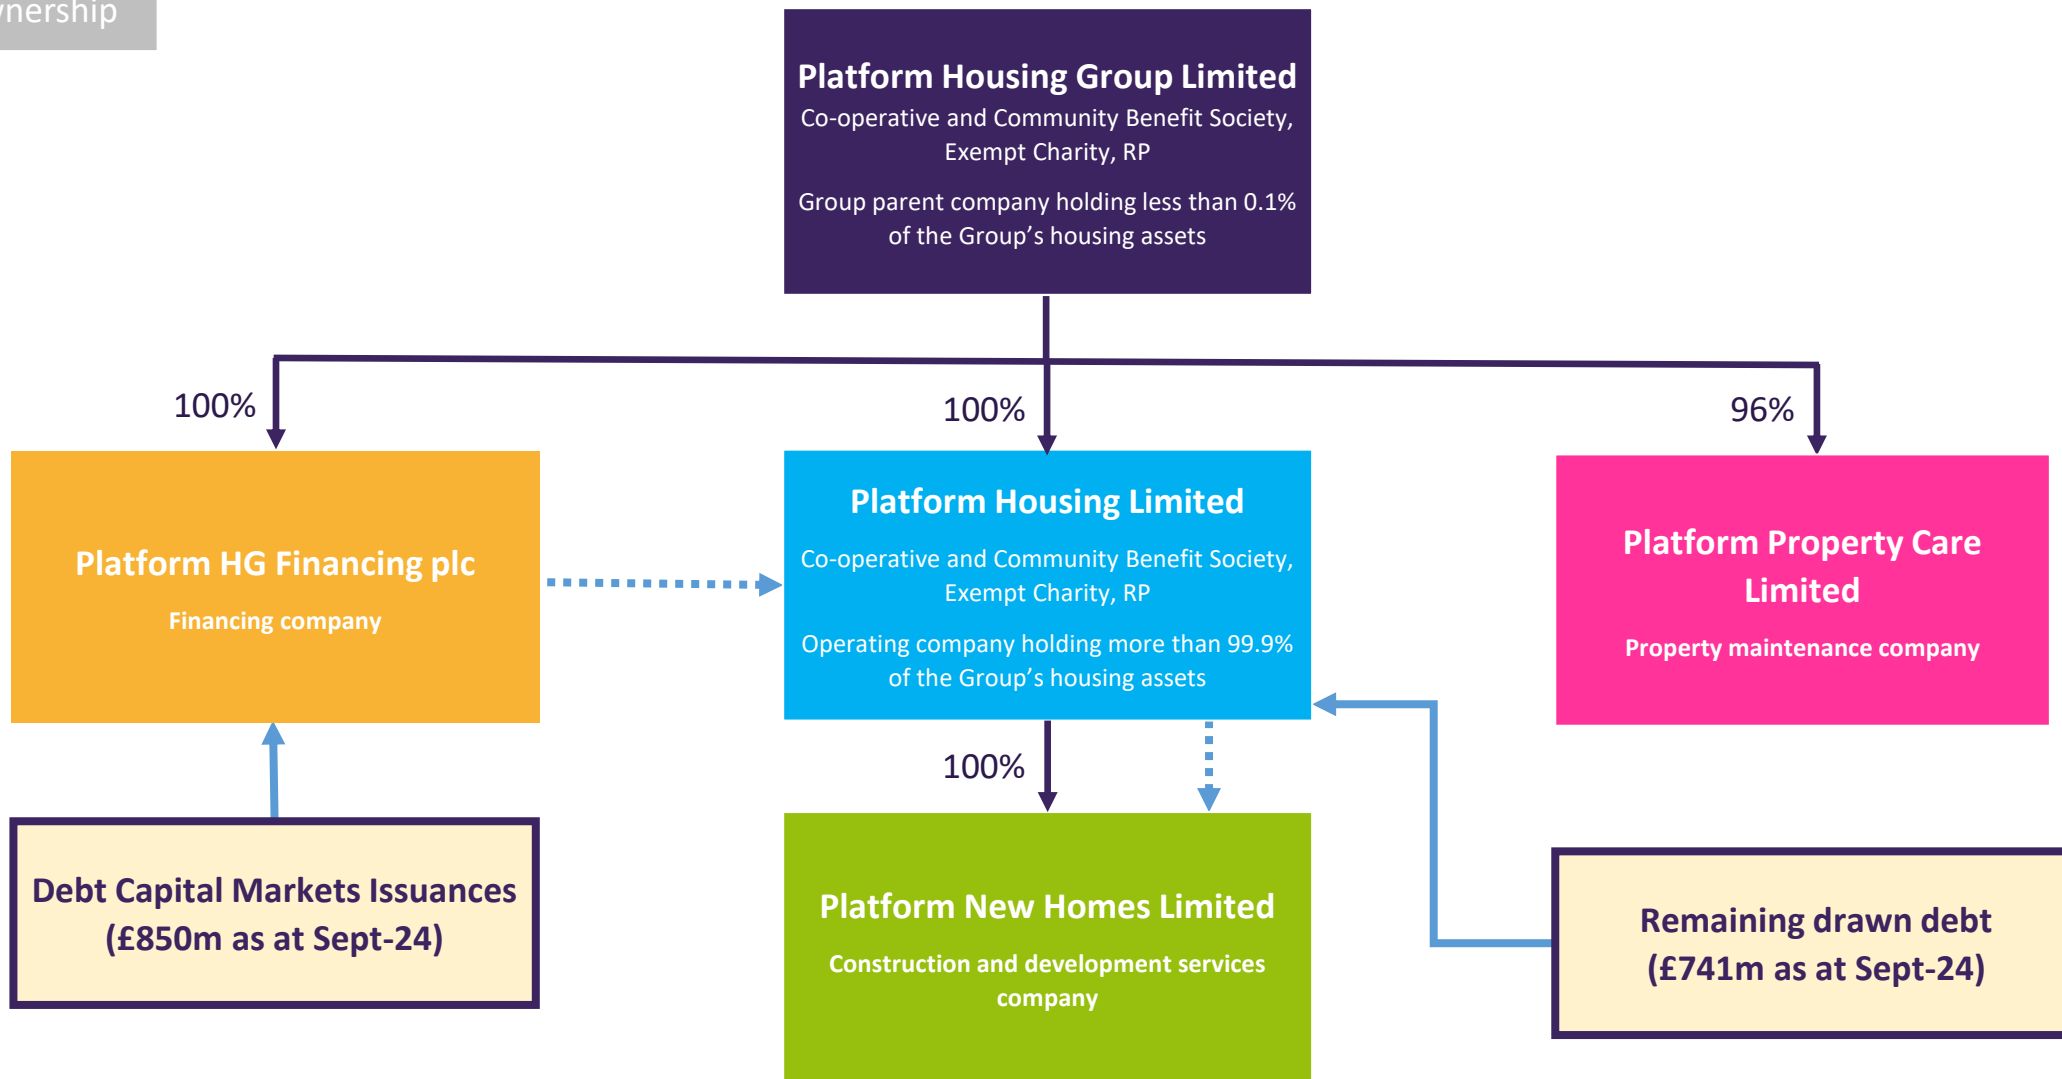 Platform Housing Group Limited
Co-operative and Community Benefit Society,
Exempt Charity, RP
Group parent company holding less than 0.1%
of the Group's housing assets
100%
100%
96%
Platform HG Financing plc
Financing company
Platform Housing Limited
Co-operative and Community Benefit Society,
Exempt Charity, RP
Operating company holding more than 99.9%
of the Group's housing assets
Platform Property Care
Limited
Property maintenance company
100%
Debt Capital Markets Issuances
(£850m as at Sept-24)
Platform New Homes Limited
Construction and development services
company
Remaining drawn debt
(£741m as at Sept-24)